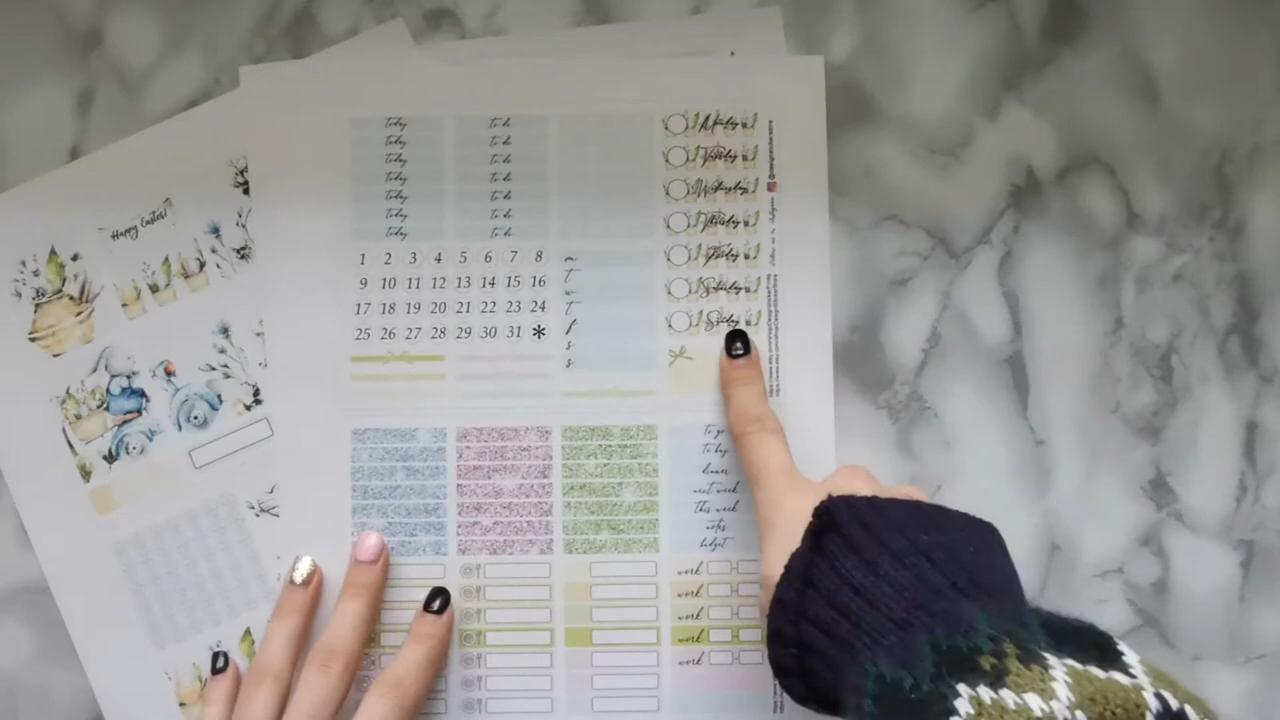 today to do Monday
today to do Tuesday
today to do
today to do Wednesday
today to do
today to do Thursday
today to do
Happy Easter!
1 2 3 4 5 6 7 8 m Friday
9 10 11 12 13 14 15 16 t Saturday
w
17 18 19 20 21 22 23 24 t
25 26 27 28 29 30 31 * f Sunday
s
s
to go
to buy
dinner
next week
this week
notes
budget
work
work
work
work
work